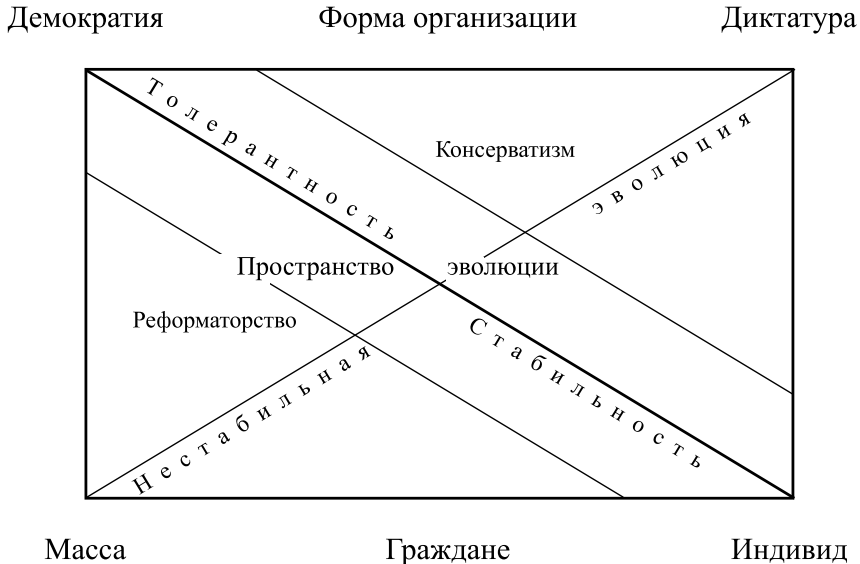 Демократия Форма организации Диктатура
Толерантность
Консерватизм
эволюция
Пространство эволюции
Реформаторство
Стабильность
Нестабильная
Масса Граждане Индивид